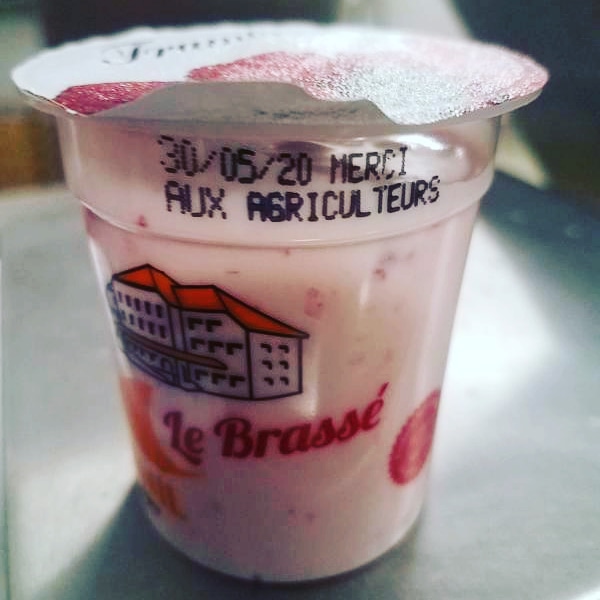 30/05/20 MERCI
AUX AGRICULTEURS
Le Brassé